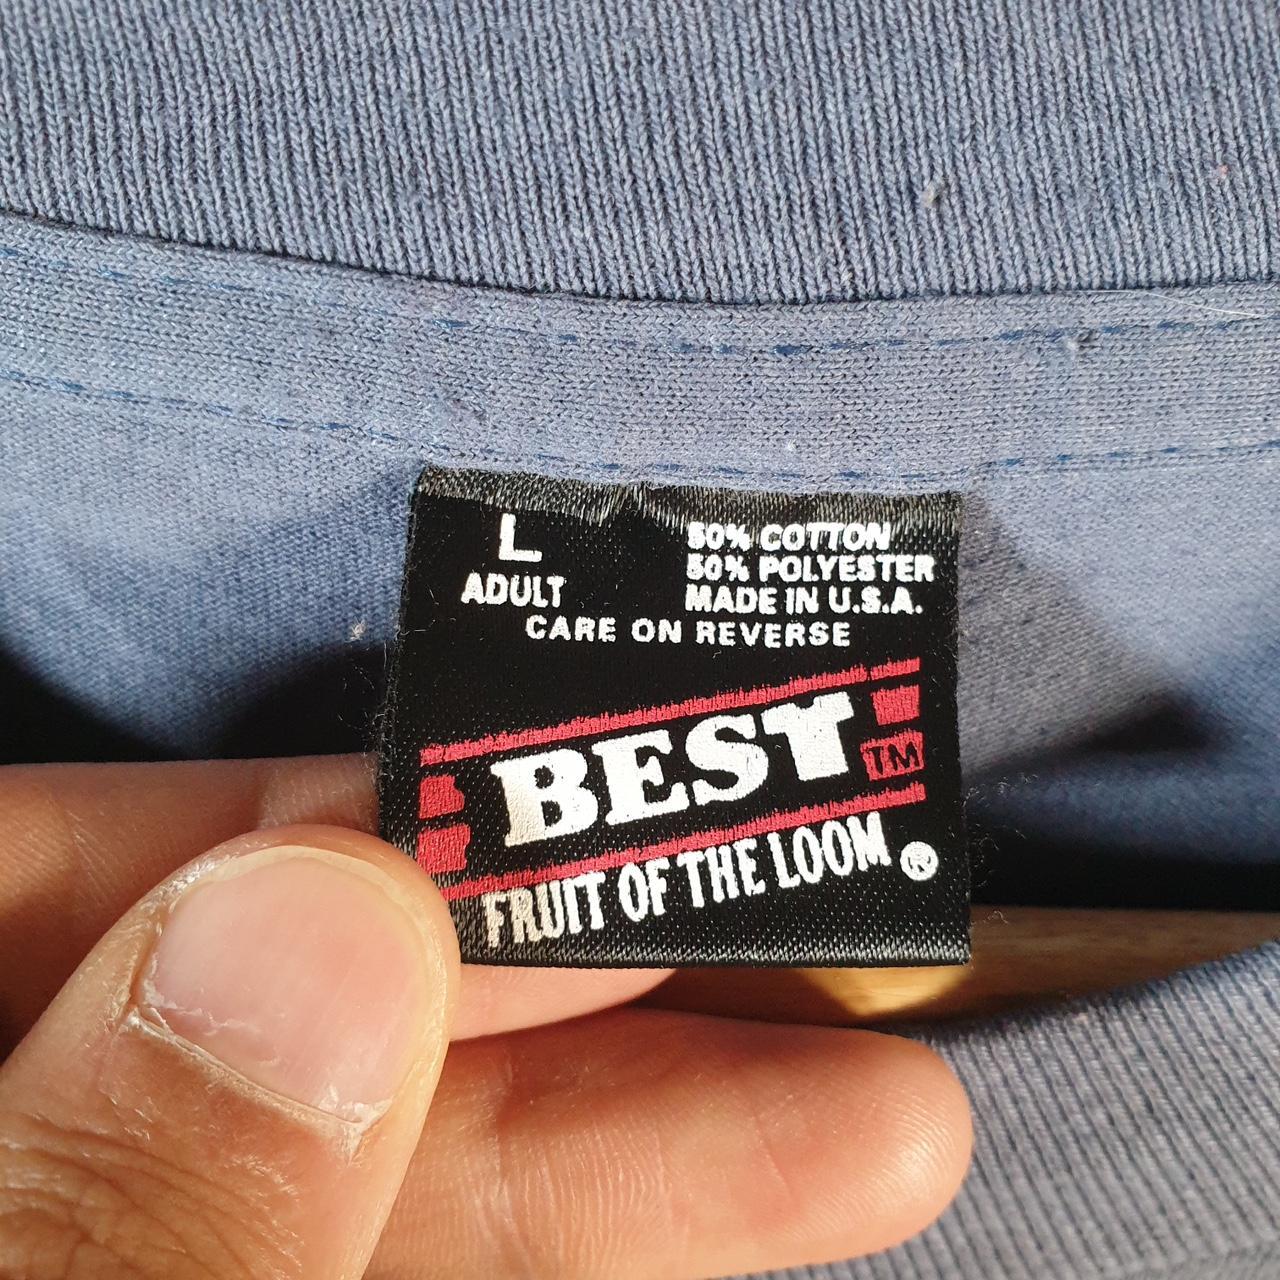 L
ADULT
50% COTTON
50% POLYESTER
MADE IN U.S.A.
CARE ON REVERSE
BEST TM
FRUIT OF THE LOOM ®